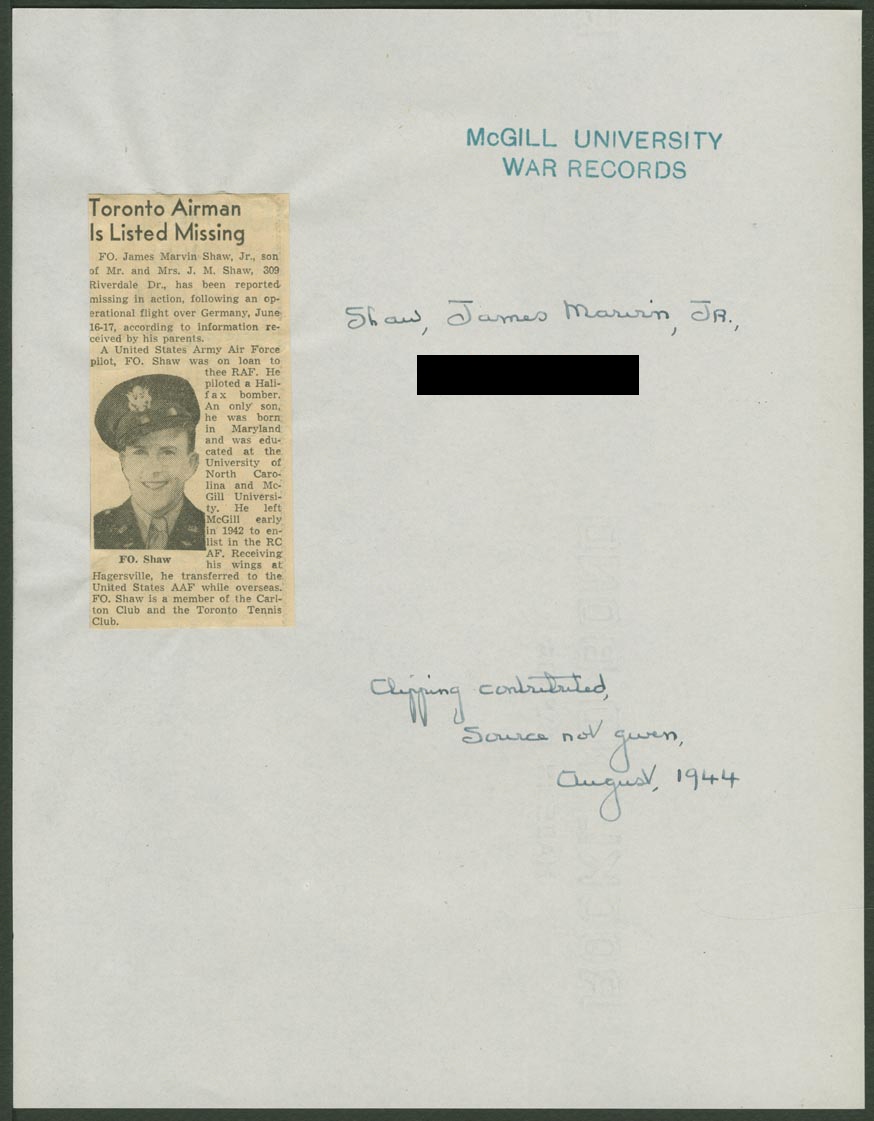 McGILL UNIVERSITY
WAR RECORDS
Toronto Airman
Is Listed Missing
FO. James Marvin Shaw, Jr., son
of Mr. and Mrs. J. M. Shaw, 309
Riverdale Dr., has been reported
missing in action, following an op-
erational flight over Germany, June
16-17, according to information re-
ceived by his parents.
A United States Army Air Force
pilot, FO. Shaw was on loan to
thee RAF. He
piloted a Hali-
fax bomber.
An only son,
he was born
in Maryland
and was edu-
cated at the
University of
North Caro-
lina and Mc-
Gill Universi-
ty. He left
McGill early
in 1942 to en-
list in the RC
AF. Receiving
his wings at
FO. Shaw
Hagersville, he transferred to the
United States AAF while overseas.
FO. Shaw is a member of the Carl-
ton Club and the Toronto Tennis
Club.
Shaw, James Marvin, JR.,
Clipping contributed,
Source not given,
August, 1944